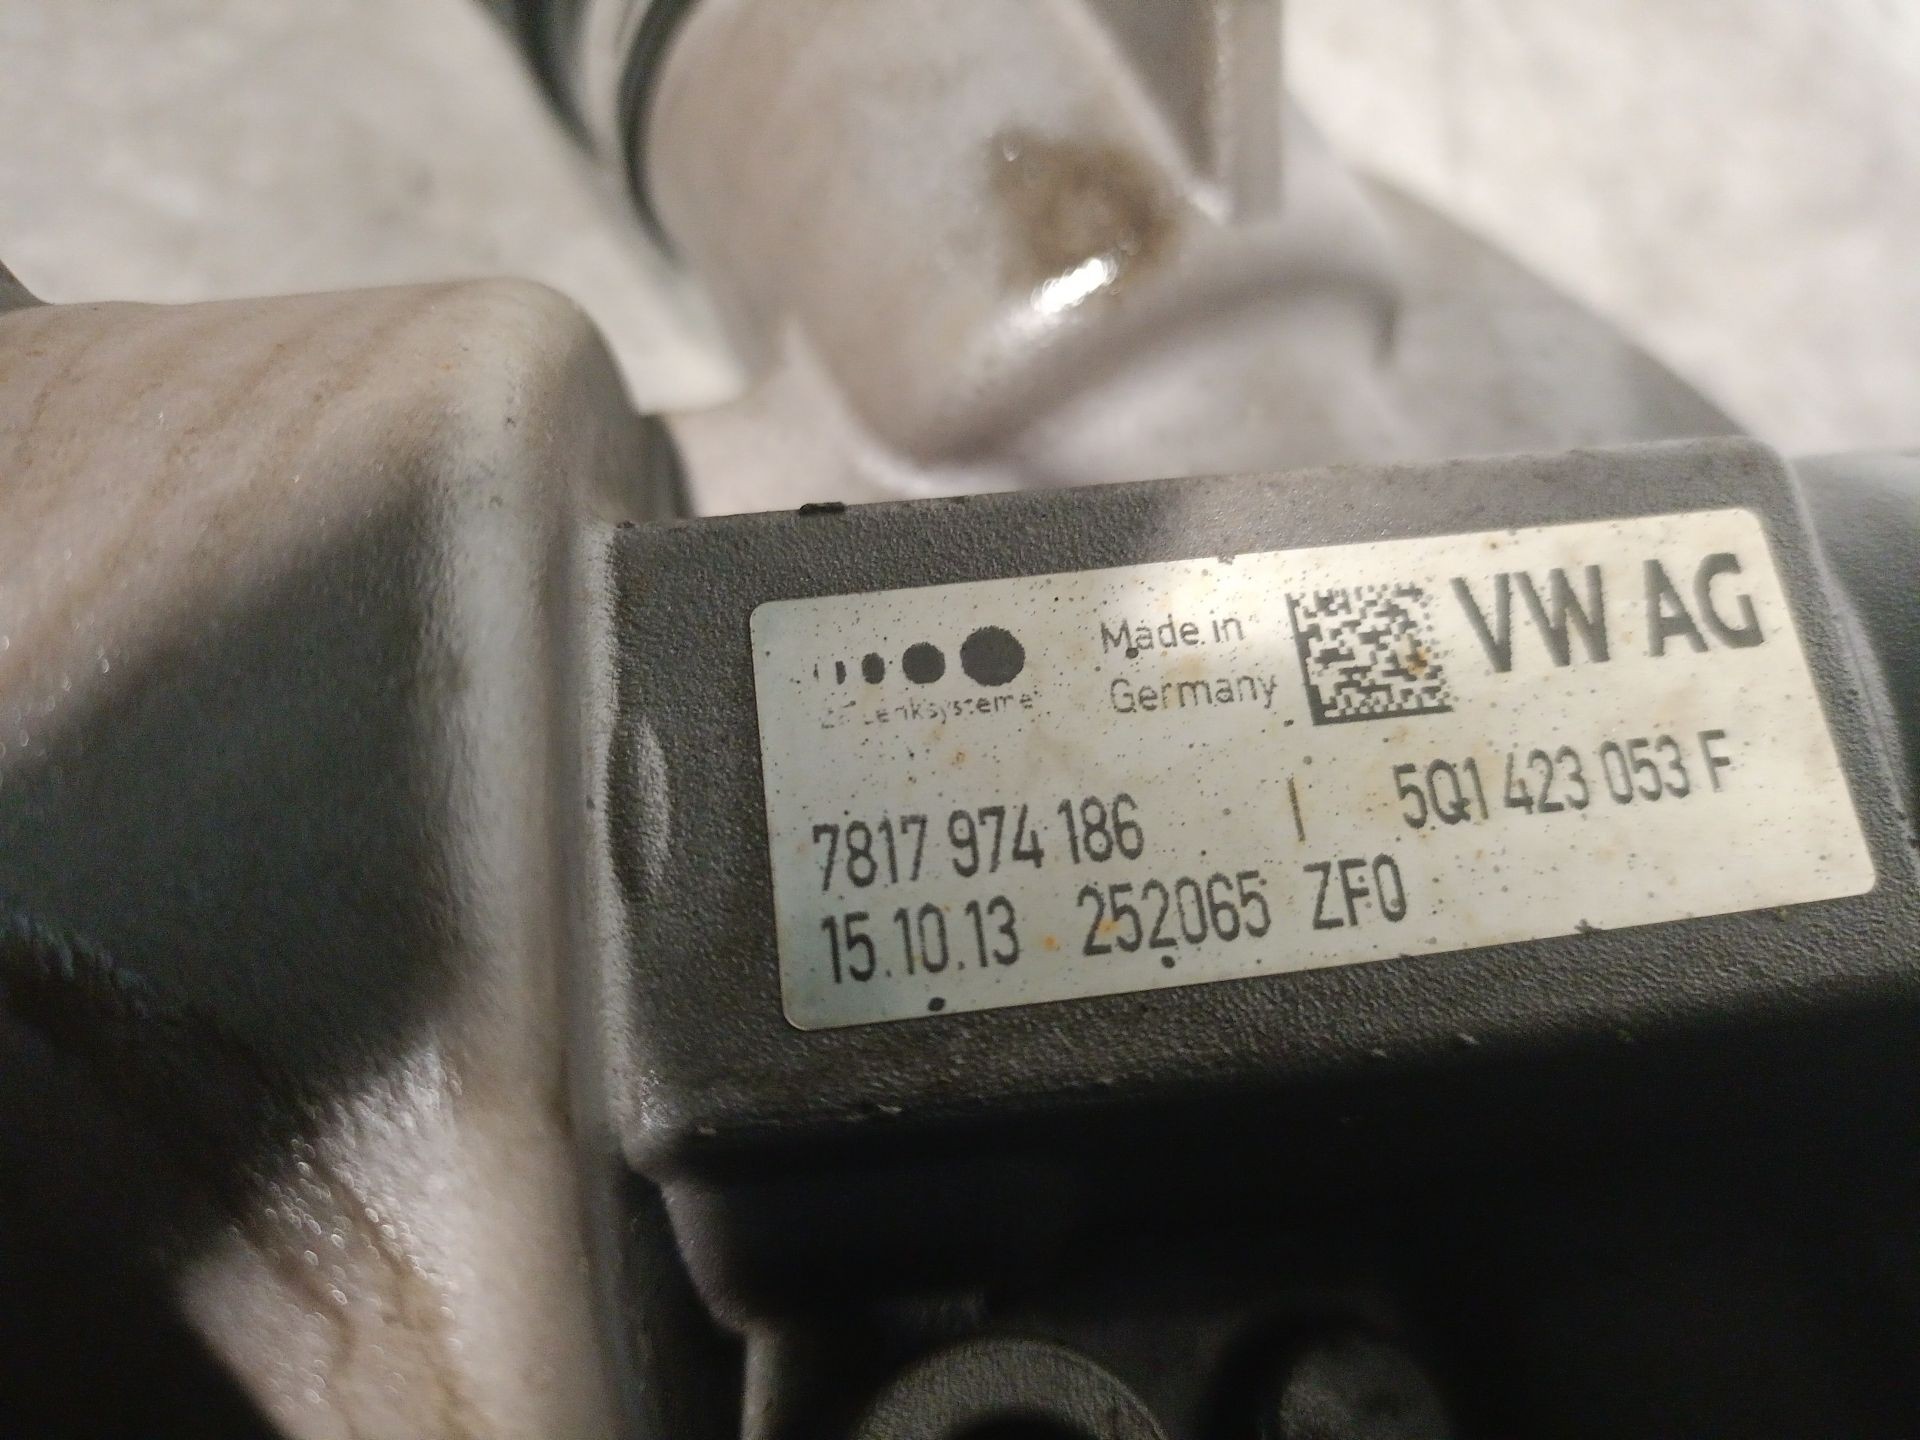 Made in
Germany
VW AG
ZF Lenksysteme
7817 974 186 | 5Q1 423 053 F
15.10.13 252065 ZF0